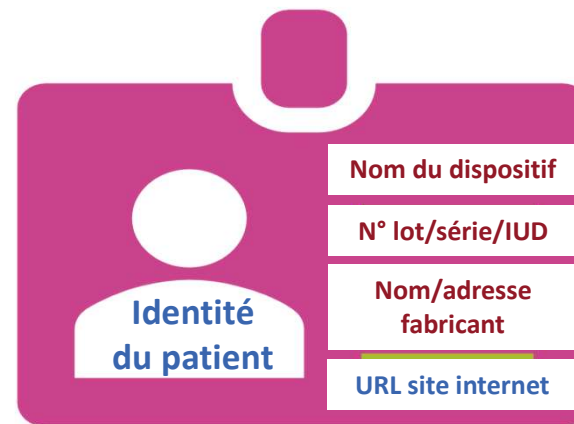 Nom du dispositif
N° lot/série/IUD
Nom/adresse
fabricant
Identité
du patient
URL site internet